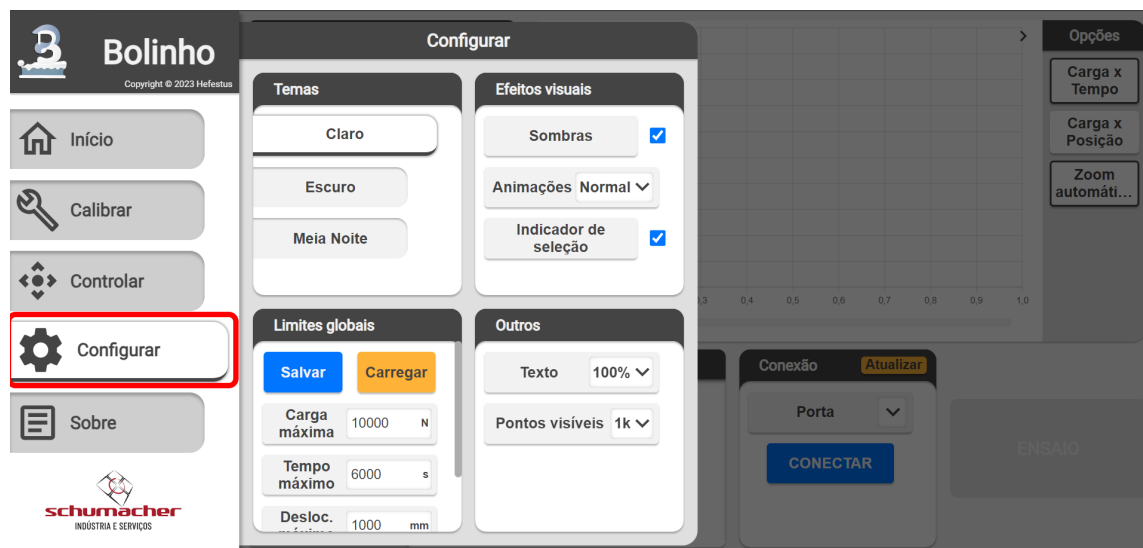 Bolinho
Copyright © 2023 Hefestus
Início
Calibrar
Controlar
Configurar
Sobre
schumacher
INDÚSTRIA E SERVIÇOS
Configurar
Temas
Claro
Escuro
Meia Noite
Efeitos visuais
Sombras
Animações Normal
Indicador de
seleção
Limites globais
Salvar Carregar
Carga
máxima 10000 N
Tempo
máximo 6000 s
Desloc.
1000 mm
Outros
Texto 100%
Pontos visíveis 1k
0,3 0,4 0,5 0,6 0,7 0,8 0,9 1,0
Opções
Carga x
Tempo
Carga x
Posição
Zoom
automáti...
Conexão Atualizar
Porta
CONECTAR
ENSAIO